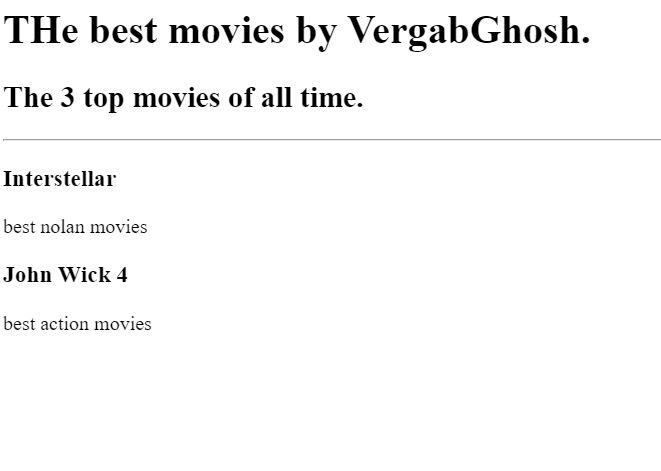 THe best movies by VergabGhosh.
The 3 top movies of all time.
Interstellar
best nolan movies
John Wick 4
best action movies